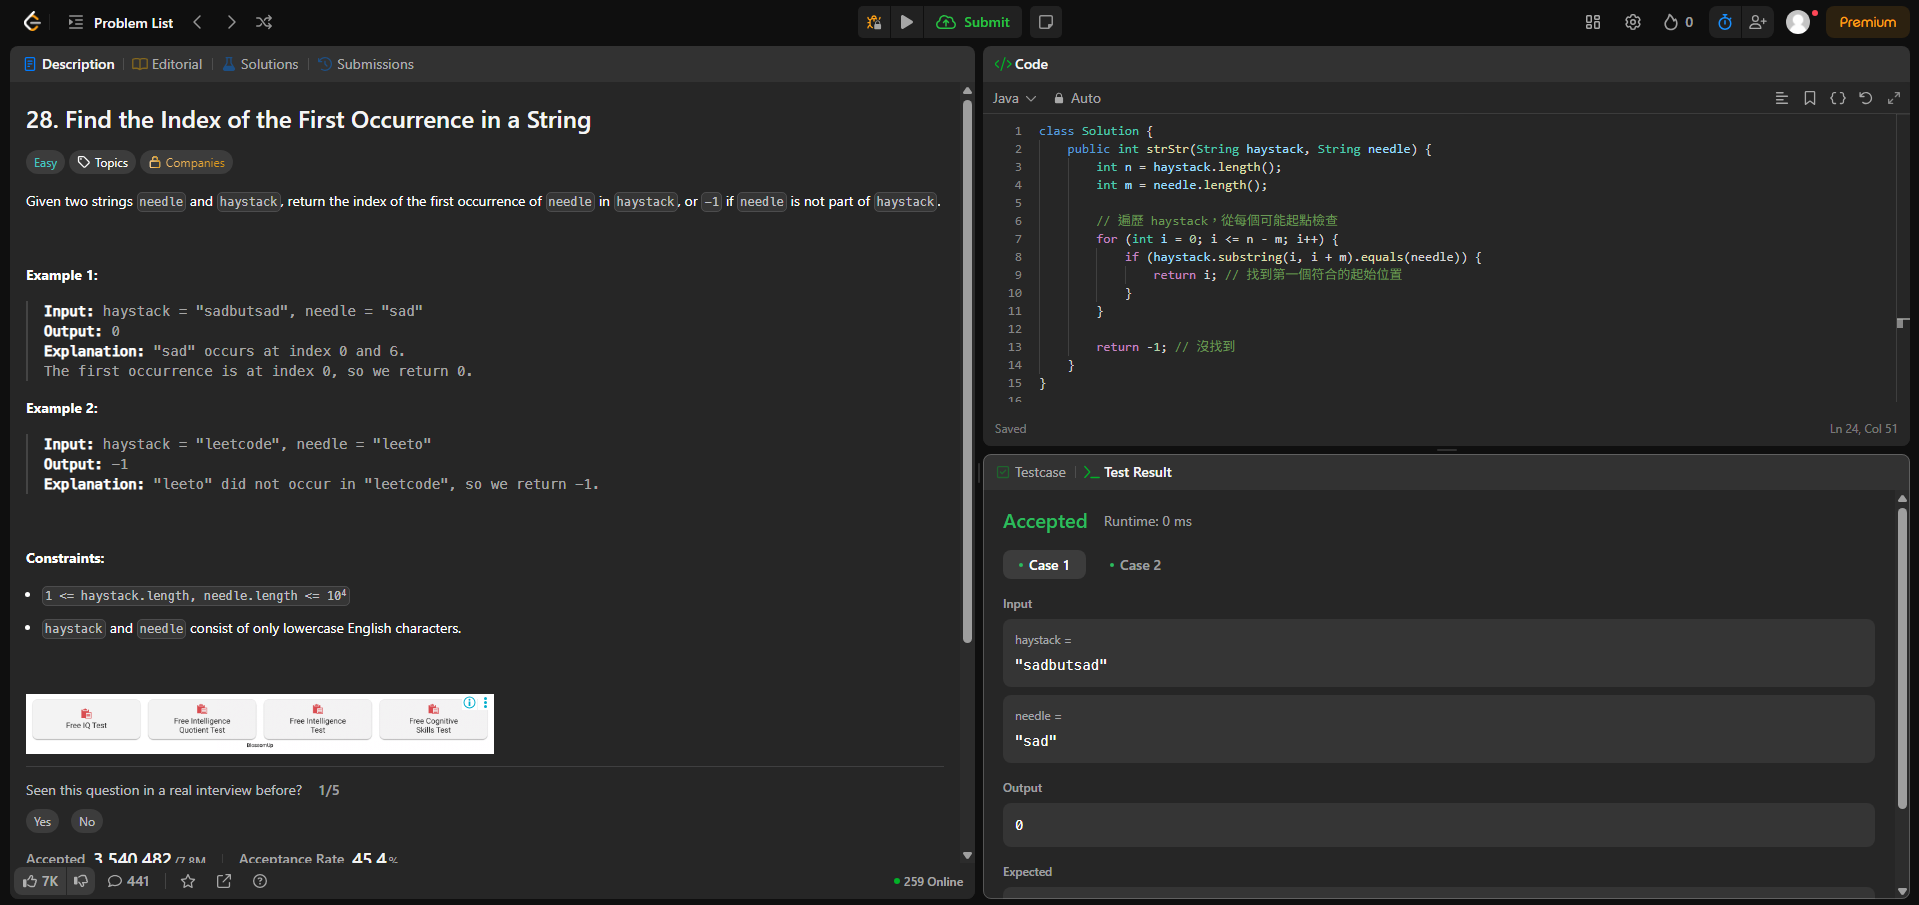 Problem List
Submit
0
Premium
Description
Editorial
Solutions
Submissions
28. Find the Index of the First Occurrence in a String
Easy
Topics
Companies
Given two strings needle and haystack, return the index of the first occurrence of needle in haystack, or -1 if needle is not part of haystack.
Example 1:
Input: haystack = "sadbutsad", needle = "sad"
Output: 0
Explanation: "sad" occurs at index 0 and 6.
The first occurrence is at index 0, so we return 0.
Example 2:
Input: haystack = "leetcode", needle = "leeto"
Output: -1
Explanation: "leeto" did not occur in "leetcode", so we return -1.
Constraints:
1 <= haystack.length, needle.length <= 10⁴
haystack and needle consist of only lowercase English characters.
Free IQ Test
Free Intelligence
Quotient Test
Free Intelligence
Test
Free Cognitive
Skills Test
BlossomUp
Seen this question in a real interview before? 1/5
Yes
No
Accepted 3,540,482/7.8M
Acceptance Rate 45.4%
7K
441
259 Online
Code
Java
Auto
1 class Solution {
2 public int strStr(String haystack, String needle) {
3 int n = haystack.length();
4 int m = needle.length();
5
6 // 遍歷 haystack，從每個可能起點檢查
7 for (int i = 0; i <= n - m; i++) {
8 if (haystack.substring(i, i + m).equals(needle)) {
9 return i; // 找到第一個符合的起始位置
10 }
11 }
12
13 return -1; // 沒找到
14 }
15 }
16
Saved
Ln 24, Col 51
Testcase
Test Result
Accepted
Runtime: 0 ms
Case 1
Case 2
Input
haystack =
"sadbutsad"
needle =
"sad"
Output
0
Expected